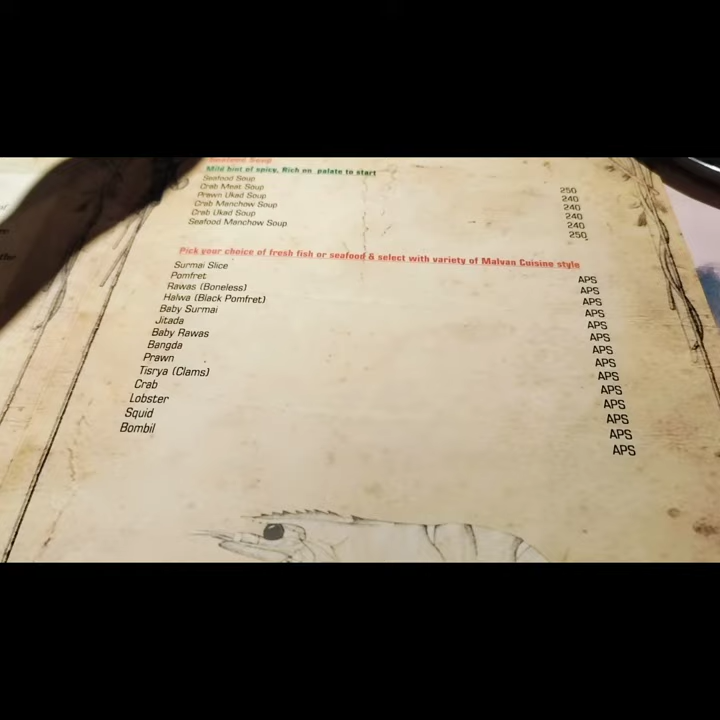 Seafood Soup
Mild hint of spicy, Rich on palate to start
Seafood Soup 250
Crab Meat Soup 240
Prawn Ukad Soup 240
Crab Manchow Soup 240
Crab Ukad Soup 240
Seafood Manchow Soup 250
Pick your choice of fresh fish or seafood & select with variety of Malvan Cuisine style
Surmai Slice APS
Pomfret APS
Rawas (Boneless) APS
Halwa (Black Pomfret) APS
Baby Surmai APS
Jitada APS
Baby Rawas APS
Bangda APS
Prawn APS
Tisrya (Clams) APS
Crab APS
Lobster APS
Squid APS
Bombil APS